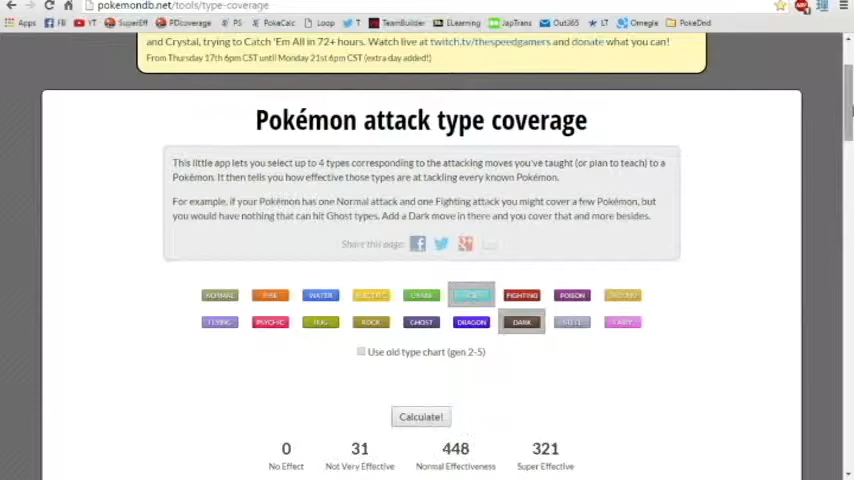 pokemondb.net/tools/type-coverage
Apps FB YT SuperEff PDcoverage PS PokeCalc Loop T TeamBuilder ELearning JapTrans Out365 LT Omegle PokeDnd
and Crystal, trying to Catch 'Em All in 72+ hours. Watch live at twitch.tv/thespeedgamers and donate what you can!
From Thursday 17th 6pm CST until Monday 21st 6pm CST (extra day added!)
Pokémon attack type coverage
This little app lets you select up to 4 types corresponding to the attacking moves you've taught (or plan to teach) to a
Pokémon. It then tells you how effective those types are at tackling every known Pokémon.
For example, if your Pokémon has one Normal attack and one Fighting attack you might cover a few Pokémon, but
you would have nothing that can hit Ghost types. Add a Dark move in there and you cover that and more besides.
Share this page:
NORMAL FIRE WATER ELECTRIC GRASS ICE FIGHTING POISON GROUND
FLYING PSYCHIC BUG ROCK GHOST DRAGON DARK STEEL FAIRY
Use old type chart (gen 2-5)
Calculate!
0 31 448 321
No Effect Not Very Effective Normal Effectiveness Super Effective